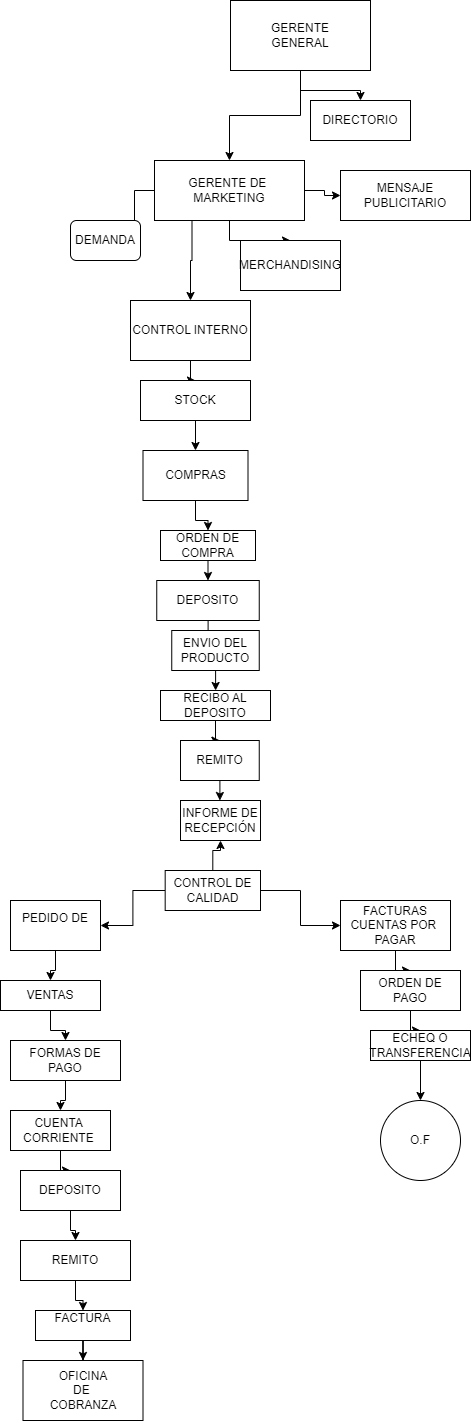 GERENTE
GENERAL
DIRECTORIO
GERENTE DE
MARKETING
MENSAJE
PUBLICITARIO
DEMANDA
MERCHANDISING
CONTROL INTERNO
STOCK
COMPRAS
ORDEN DE
COMPRA
DEPOSITO
ENVIO DEL
PRODUCTO
RECIBO AL
DEPOSITO
REMITO
INFORME DE
RECEPCIÓN
CONTROL DE
CALIDAD
PEDIDO DE
VENTAS
FORMAS DE
PAGO
CUENTA
CORRIENTE
DEPOSITO
REMITO
FACTURA
OFICINA
DE
COBRANZA
FACTURAS
CUENTAS POR
PAGAR
ORDEN DE
PAGO
ECHEQ O
TRANSFERENCIA
O.F